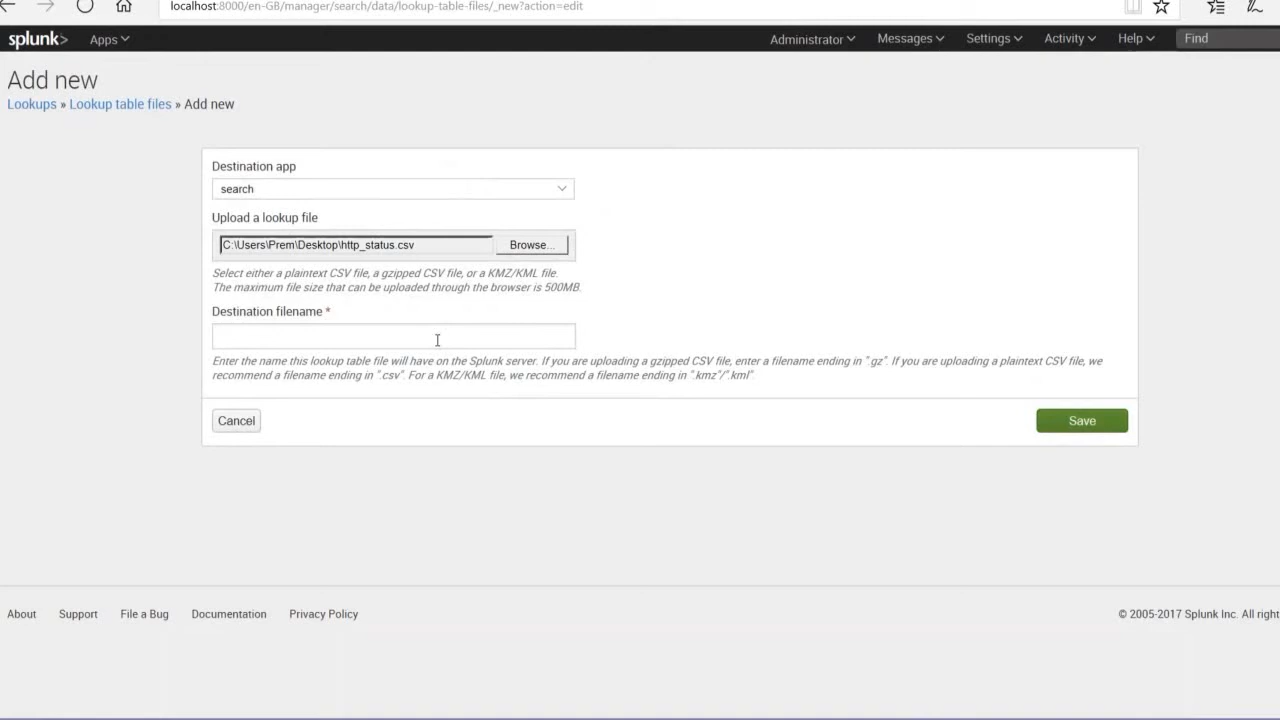 localhost:8000/en-GB/manager/search/data/lookup-table-files/_new?action=edit
splunk> Apps Administrator Messages Settings Activity Help Find
Add new
Lookups » Lookup table files » Add new
Destination app
search
Upload a lookup file
C:\Users\Prem\Desktop\http_status.csv Browse...
Select either a plaintext CSV file, a gzipped CSV file, or a KMZ/KML file.
The maximum file size that can be uploaded through the browser is 500MB.
Destination filename *
Enter the name this lookup table file will have on the Splunk server. If you are uploading a gzipped CSV file, enter a filename ending in ".gz". If you are uploading a plaintext CSV file, we
recommend a filename ending in ".csv". For a KMZ/KML file, we recommend a filename ending in ".kmz"/".kml"
Cancel Save
About Support File a Bug Documentation Privacy Policy © 2005-2017 Splunk Inc. All right